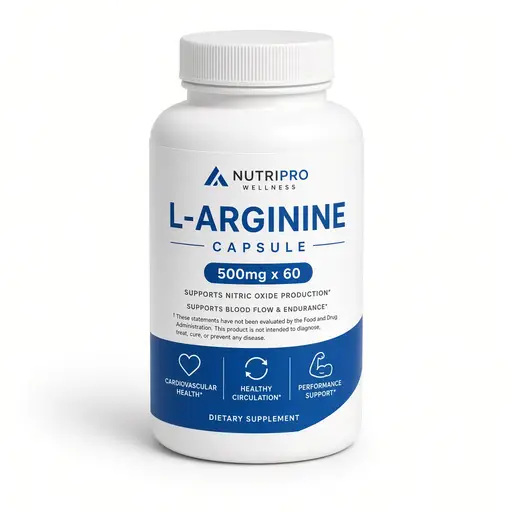 NUTRIPRO
WELLNESS
L-ARGININE
CAPSULE
500mg x 60
SUPPORTS NITRIC OXIDE PRODUCTION*
SUPPORTS BLOOD FLOW & ENDURANCE*
† These statements have not been evaluated by the Food and Drug
Administration. This product is not intended to diagnose,
treat, cure, or prevent any disease.
CARDIOVASCULAR
HEALTH*
HEALTHY
CIRCULATION*
PERFORMANCE
SUPPORT*
DIETARY SUPPLEMENT